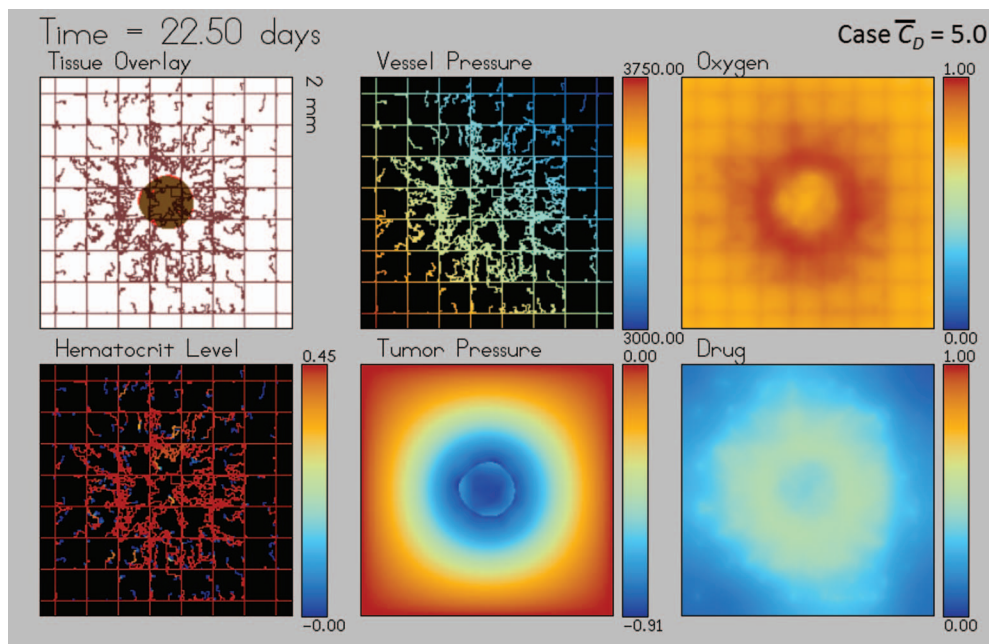 Time = 22.50 days
Case C̅_D = 5.0
Tissue Overlay
2 mm
Vessel Pressure
3750.00
3000.00
Oxygen
1.00
0.00
Hematocrit Level
0.45
-0.00
Tumor Pressure
0.00
-0.91
Drug
1.00
0.00